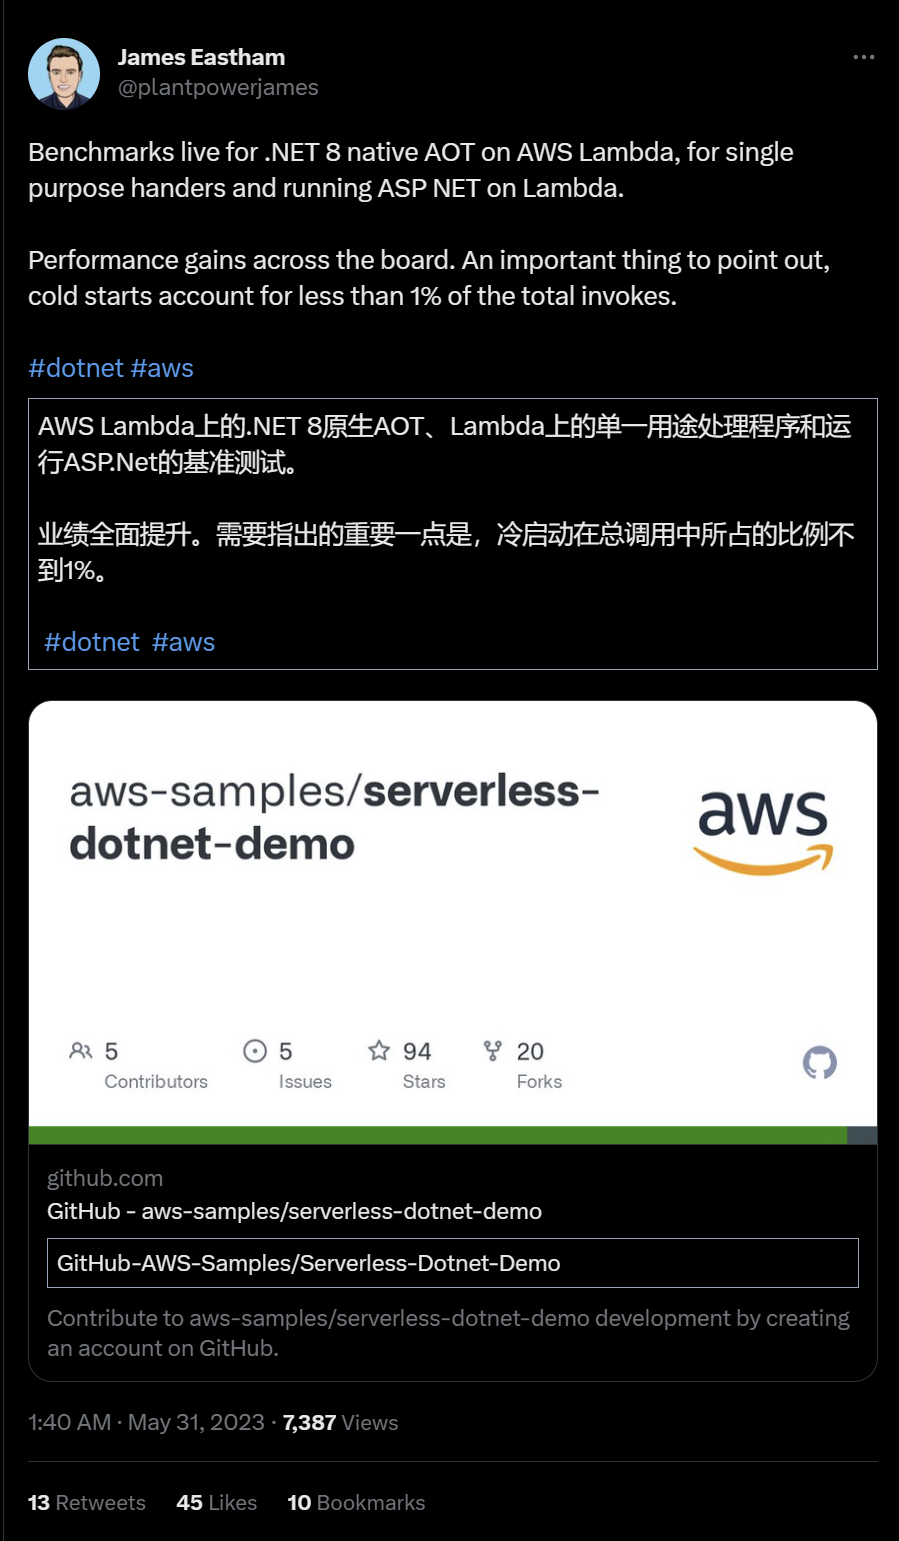 James Eastham
@plantpowerjames
Benchmarks live for .NET 8 native AOT on AWS Lambda, for single
purpose handers and running ASP NET on Lambda.
Performance gains across the board. An important thing to point out,
cold starts account for less than 1% of the total invokes.
#dotnet #aws
AWS Lambda上的.NET 8原生AOT、Lambda上的单一用途处理程序和运
行ASP.Net的基准测试。
业绩全面提升。需要指出的重要一点是，冷启动在总调用中所占的比例不
到1%。
#dotnet #aws
aws-samples/serverless-
dotnet-demo
aws
5 5 94 20
Contributors Issues Stars Forks
github.com
GitHub - aws-samples/serverless-dotnet-demo
GitHub-AWS-Samples/Serverless-Dotnet-Demo
Contribute to aws-samples/serverless-dotnet-demo development by creating
an account on GitHub.
1:40 AM · May 31, 2023 · 7,387 Views
13 Retweets 45 Likes 10 Bookmarks